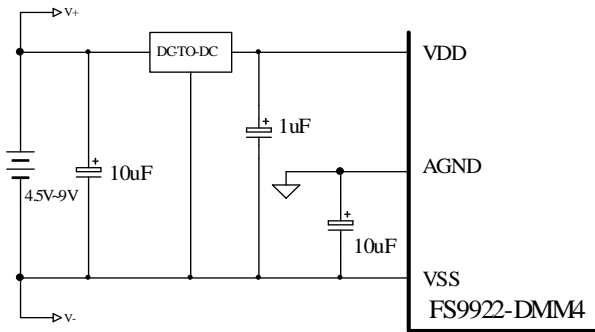 V+
DC-TO-DC
VDD
+
1uF
+
10uF
4.5V~9V
AGND
+
10uF
VSS
V-
FS9922-DMM4